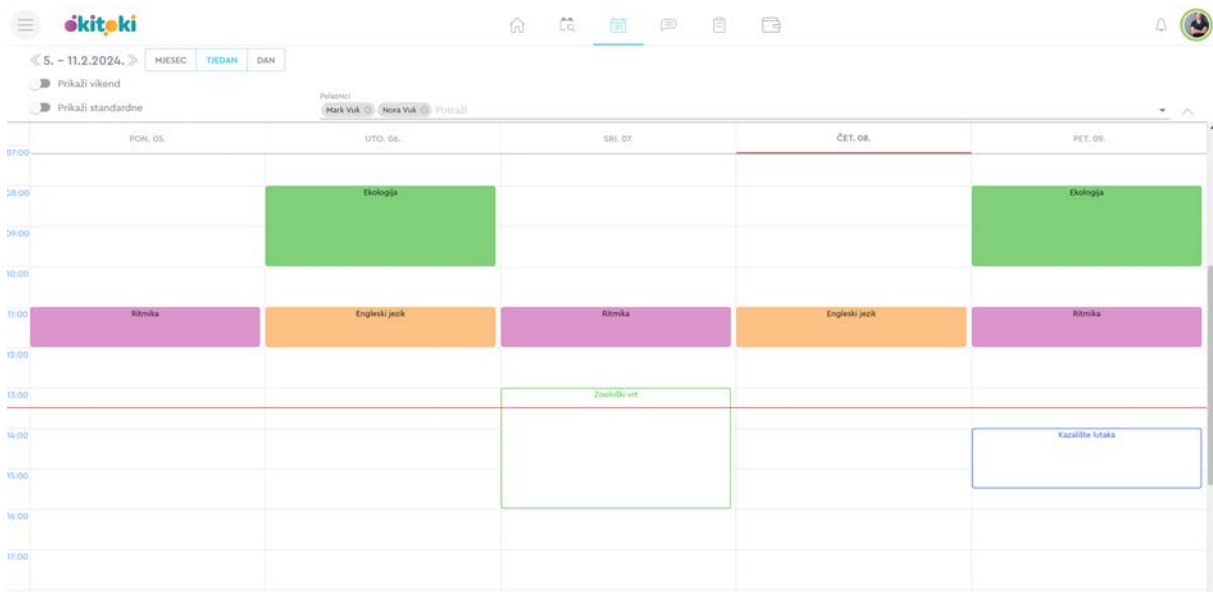 okitoki
31
5. – 11.2.2024.
MJESEC TJEDAN DAN
Prikaži vikend
Prikaži standardne
Polaznici
Mark Vuk Nora Vuk Potraži
PON. 05. UTO. 06. SRI. 07. ČET. 08. PET. 09.
07:00
08:00 Ekologija Ekologija
09:00
10:00
11:00 Ritmika Engleski jezik Ritmika Engleski jezik Ritmika
12:00
13:00 Zoološki vrt
14:00 Kazalište lutaka
15:00
16:00
17:00